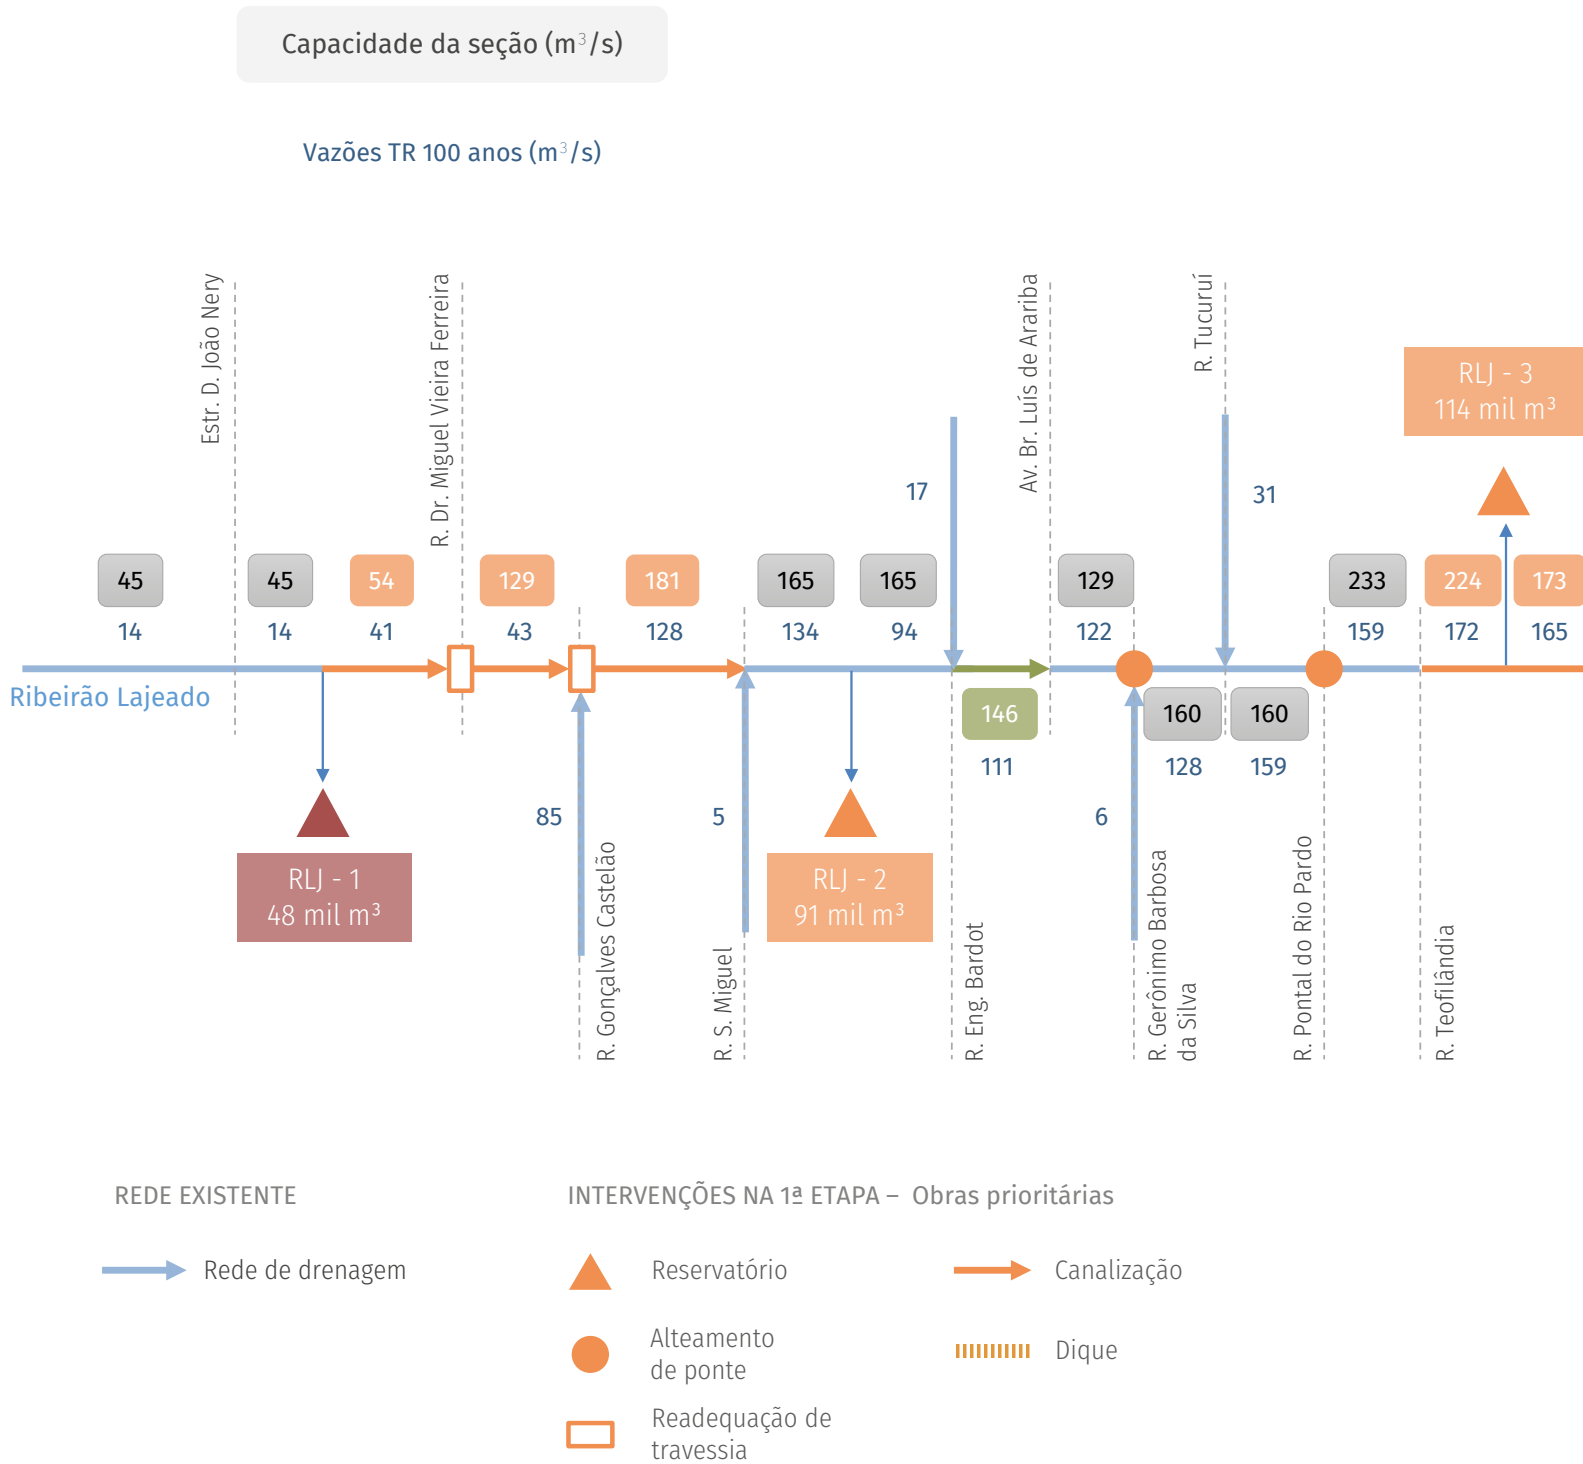 Capacidade da seção (m³/s)
Vazões TR 100 anos (m³/s)
Estr. D. João Nery
R. Dr. Miguel Vieira Ferreira
Av. Br. Luís de Arariba
R. Tucuruí
RLJ - 3
114 mil m³
17
31
45
45
54
129
181
165
165
129
233
224
173
14
14
41
43
128
134
94
122
159
172
165
Ribeirão Lajeado
146
160
160
111
128
159
85
5
6
RLJ - 1
48 mil m³
RLJ - 2
91 mil m³
R. Gonçalves Castelão
R. S. Miguel
R. Eng. Bardot
R. Gerônimo Barbosa
da Silva
R. Pontal do Rio Pardo
R. Teofilândia
REDE EXISTENTE
INTERVENÇÕES NA 1ª ETAPA – Obras prioritárias
Rede de drenagem
Reservatório
Canalização
Alteamento
de ponte
Dique
Readequação de
travessia